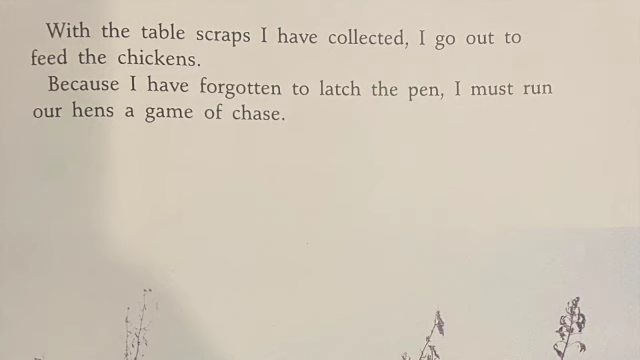 With the table scraps I have collected, I go out to
feed the chickens.
Because I have forgotten to latch the pen, I must run
our hens a game of chase.